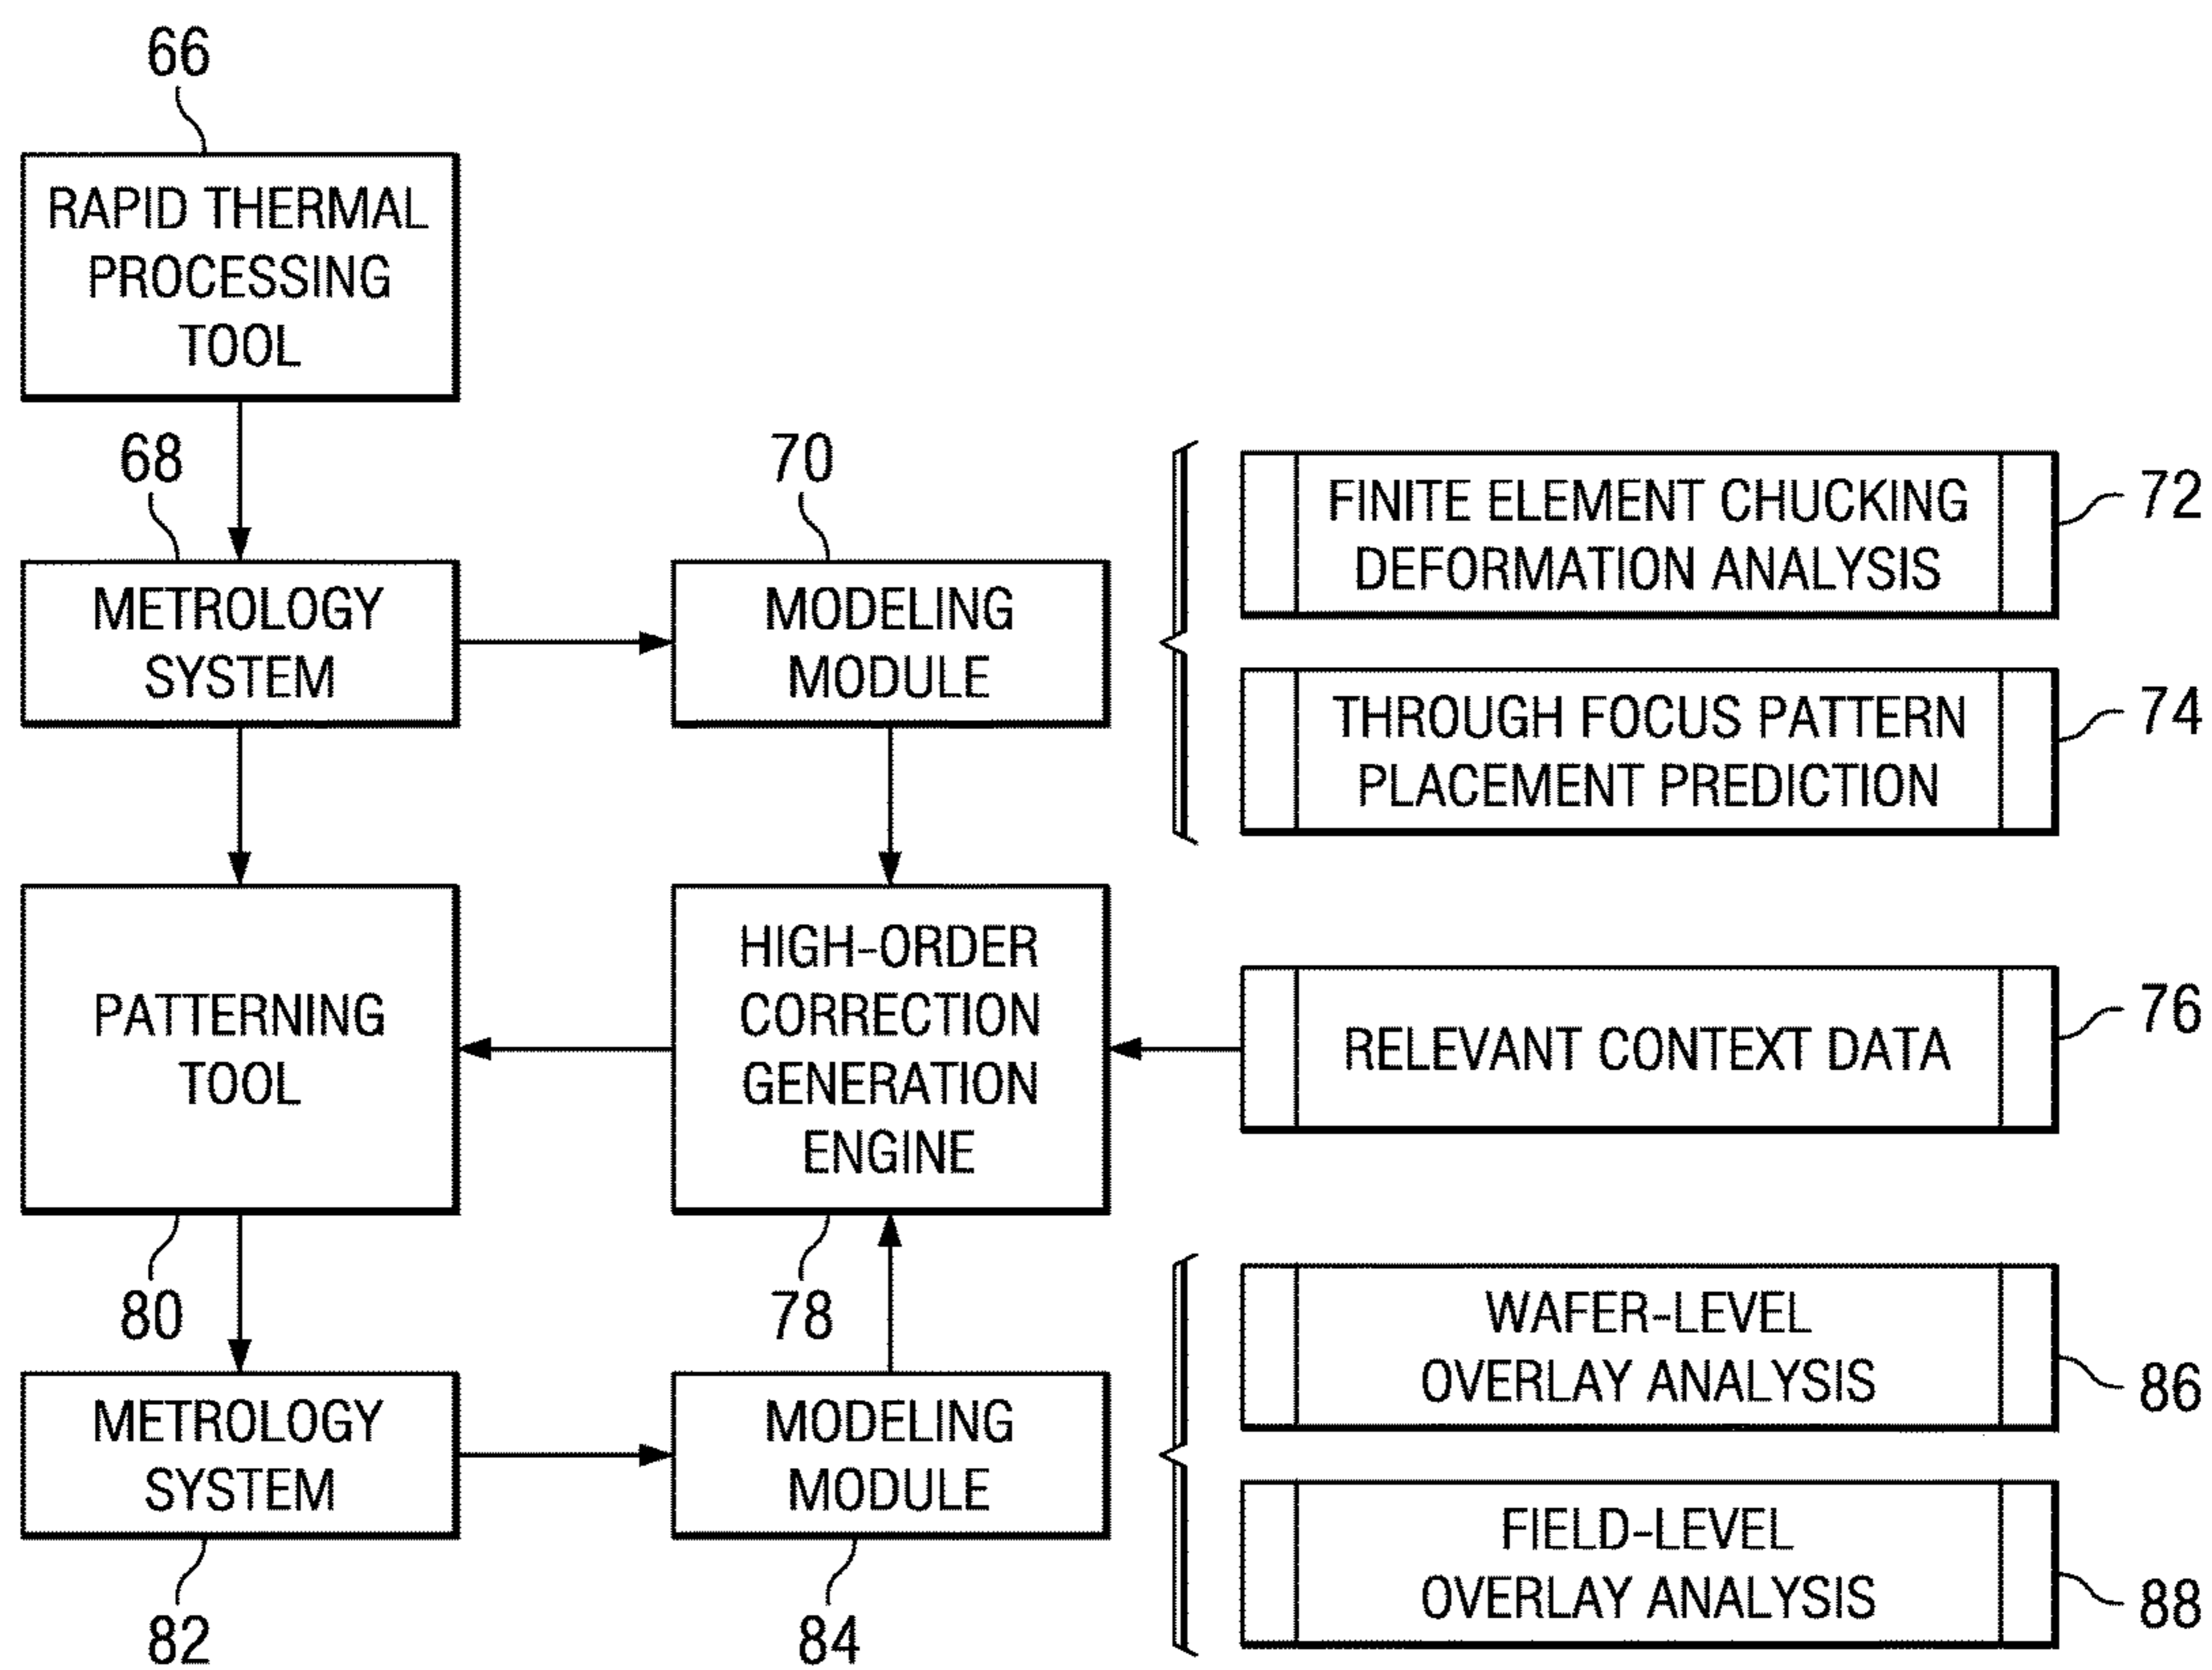 66
RAPID THERMAL
PROCESSING
TOOL
68
METROLOGY
SYSTEM
70
MODELING
MODULE
FINITE ELEMENT CHUCKING
DEFORMATION ANALYSIS
72
THROUGH FOCUS PATTERN
PLACEMENT PREDICTION
74
PATTERNING
TOOL
80
HIGH-ORDER
CORRECTION
GENERATION
ENGINE
78
RELEVANT CONTEXT DATA
76
METROLOGY
SYSTEM
82
MODELING
MODULE
84
WAFER-LEVEL
OVERLAY ANALYSIS
86
FIELD-LEVEL
OVERLAY ANALYSIS
88